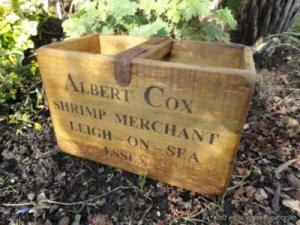 ALBERT COX
SHRIMP MERCHANT
LEIGH-ON-SEA
ESSEX